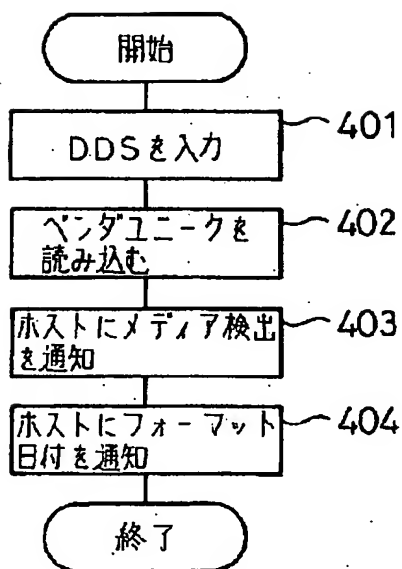 開始
DDSを入力
401
ベンダユニークを
読み込む
402
ホストにメディア検出
を通知
403
ホストにフォーマット
日付を通知
404
終了